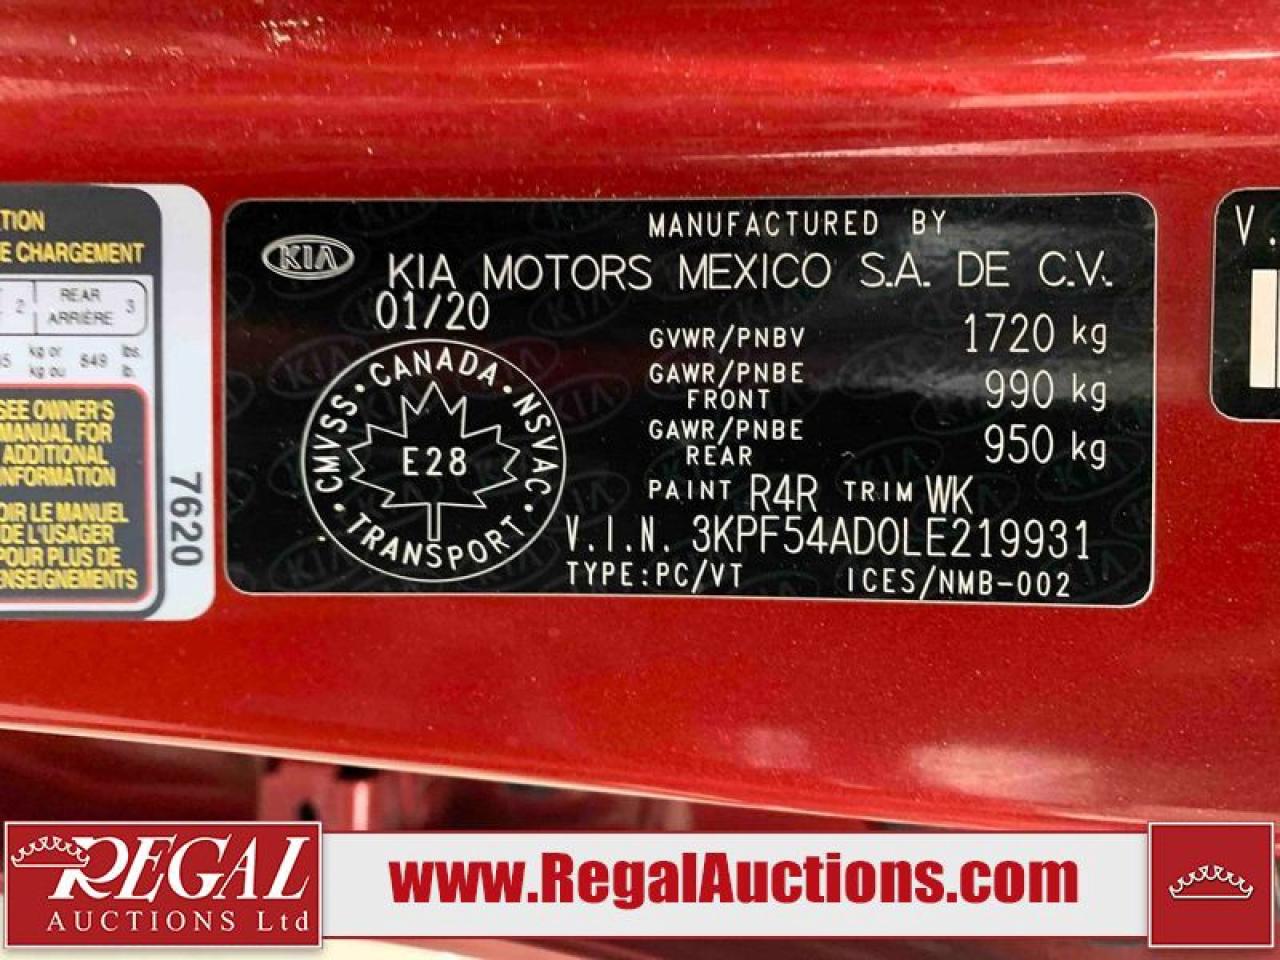 TION
E CHARGEMENT
2 REAR 3
ARRIÈRE
kg or 849 lbs.
kg ou lb.
SEE OWNER'S
MANUAL FOR
ADDITIONAL
INFORMATION
VOIR LE MANUEL
DE L'USAGER
POUR PLUS DE
RENSEIGNEMENTS
7620
KIA
MANUFACTURED BY
KIA MOTORS MEXICO S.A. DE C.V.
01/20
GVWR/PNBV 1720 kg
GAWR/PNBE
FRONT 990 kg
GAWR/PNBE
REAR 950 kg
CANADA · NSVAC · TRANSPORT · CMVSS ·
E28
PAINT R4R TRIM WK
V.I.N. 3KPF54AD0LE219931
TYPE:PC/VT ICES/NMB-002
V.
REGAL
AUCTIONS Ltd
www.RegalAuctions.com